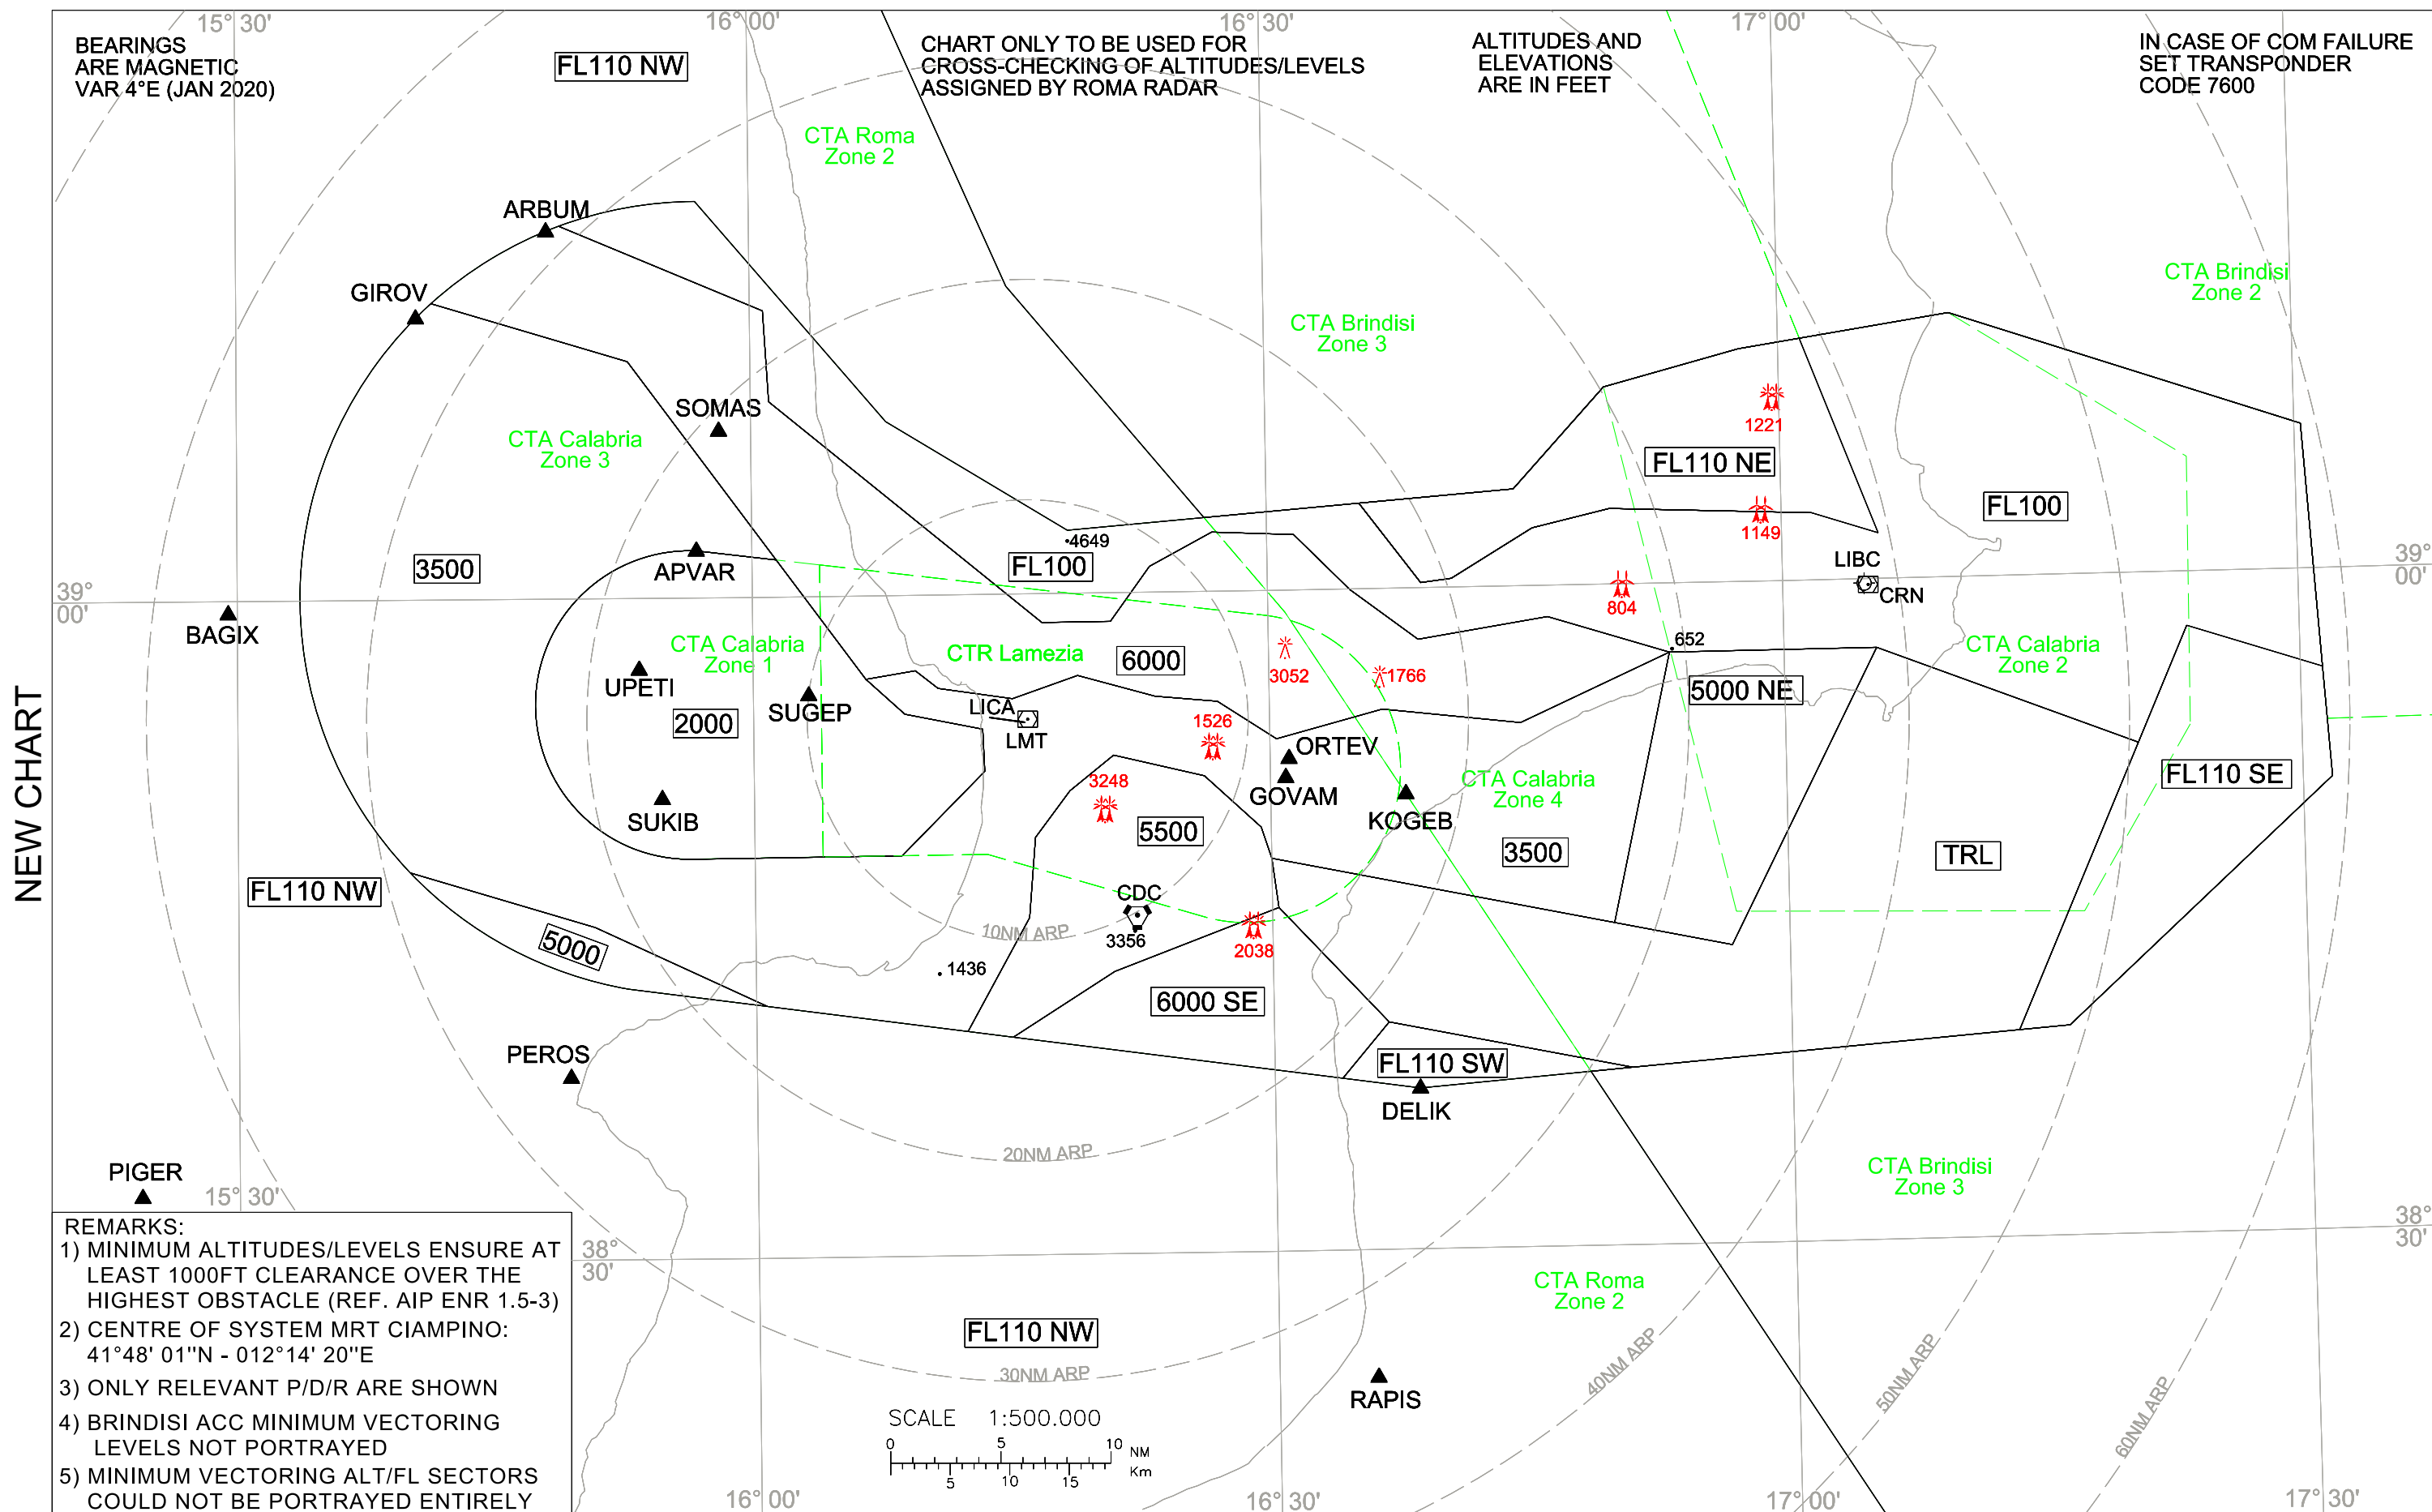 15° 30'
16° 00'
16° 30'
17° 00'
BEARINGS
ARE MAGNETIC
VAR 4°E (JAN 2020)
FL110 NW
CHART ONLY TO BE USED FOR
CROSS-CHECKING OF ALTITUDES/LEVELS
ASSIGNED BY ROMA RADAR
ALTITUDES AND
ELEVATIONS
ARE IN FEET
IN CASE OF COM FAILURE
SET TRANSPONDER
CODE 7600
CTA Roma
Zone 2
ARBUM
GIROV
CTA Brindisi
Zone 2
CTA Brindisi
Zone 3
SOMAS
CTA Calabria
Zone 3
1221
FL110 NE
FL100
1149
4649
FL100
3500
APVAR
LIBC
CRN
804
39°
00'
39°
00'
BAGIX
CTA Calabria
Zone 1
CTR Lamezia
6000
3052
1766
652
CTA Calabria
Zone 2
UPETI
2000
SUGEP
LICA
LMT
1526
ORTEV
GOVAM
5000 NE
NEW CHART
3248
5500
SUKIB
KOGEB
CTA Calabria
Zone 4
3500
FL110 SE
TRL
FL110 NW
5000
CDC
3356
10NM ARP
2038
1436
6000 SE
PEROS
FL110 SW
DELIK
20NM ARP
PIGER
15° 30'
CTA Brindisi
Zone 3
38°
30'
38°
30'
CTA Roma
Zone 2
FL110 NW
30NM ARP
40NM ARP
50NM ARP
60NM ARP
RAPIS
REMARKS:
1) MINIMUM ALTITUDES/LEVELS ENSURE AT
LEAST 1000FT CLEARANCE OVER THE
HIGHEST OBSTACLE (REF. AIP ENR 1.5-3)
2) CENTRE OF SYSTEM MRT CIAMPINO:
41°48' 01''N - 012°14' 20''E
3) ONLY RELEVANT P/D/R ARE SHOWN
4) BRINDISI ACC MINIMUM VECTORING
LEVELS NOT PORTRAYED
5) MINIMUM VECTORING ALT/FL SECTORS
COULD NOT BE PORTRAYED ENTIRELY
SCALE 1:500.000
0 5 10 NM
5 10 15 Km
16° 00'
16° 30'
17° 00'
17° 30'